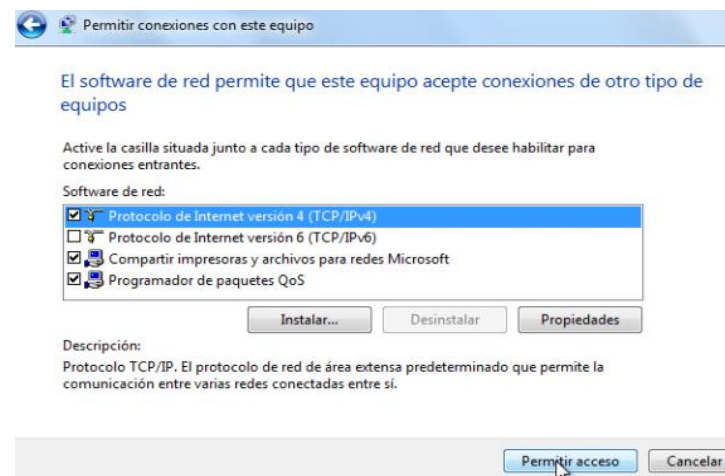 Permitir conexiones con este equipo
El software de red permite que este equipo acepte conexiones de otro tipo de
equipos
Active la casilla situada junto a cada tipo de software de red que desee habilitar para
conexiones entrantes.
Software de red:
Protocolo de Internet versión 4 (TCP/IPv4)
Protocolo de Internet versión 6 (TCP/IPv6)
Compartir impresoras y archivos para redes Microsoft
Programador de paquetes QoS
Instalar... Desinstalar Propiedades
Descripción:
Protocolo TCP/IP. El protocolo de red de área extensa predeterminado que permite la
comunicación entre varias redes conectadas entre sí.
Permitir acceso Cancelar